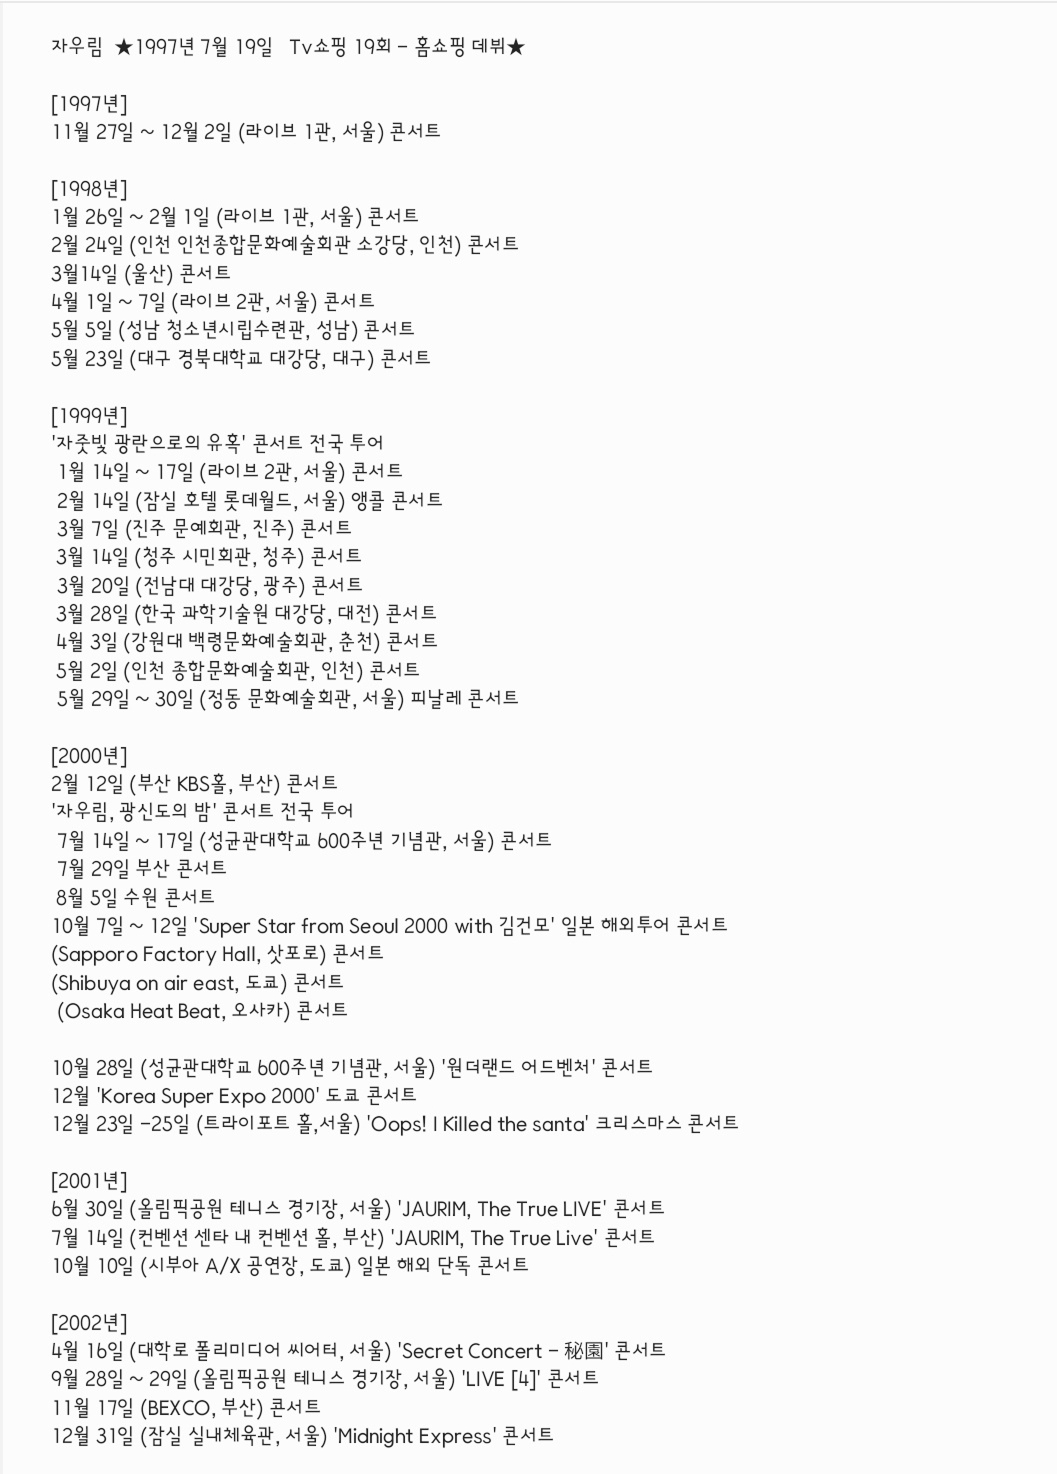 자우림  ★1997년 7월 19일   Tv쇼핑 19회 - 홈쇼핑 데뷔★
[1997년]
11월 27일 ~ 12월 2일 (라이브 1관, 서울) 콘서트
[1998년]
1월 26일 ~ 2월 1일 (라이브 1관, 서울) 콘서트
2월 24일 (인천 인천종합문화예술회관 소강당, 인천) 콘서트
3월14일 (울산) 콘서트
4월 1일 ~ 7일 (라이브 2관, 서울) 콘서트
5월 5일 (성남 청소년시립수련관, 성남) 콘서트
5월 23일 (대구 경북대학교 대강당, 대구) 콘서트
[1999년]
'자줏빛 광란으로의 유혹' 콘서트 전국 투어
1월 14일 ~ 17일 (라이브 2관, 서울) 콘서트
2월 14일 (잠실 호텔 롯데월드, 서울) 앵콜 콘서트
3월 7일 (진주 문예회관, 진주) 콘서트
3월 14일 (청주 시민회관, 청주) 콘서트
3월 20일 (전남대 대강당, 광주) 콘서트
3월 28일 (한국 과학기술원 대강당, 대전) 콘서트
4월 3일 (강원대 백령문화예술회관, 춘천) 콘서트
5월 2일 (인천 종합문화예술회관, 인천) 콘서트
5월 29일 ~ 30일 (정동 문화예술회관, 서울) 피날레 콘서트
[2000년]
2월 12일 (부산 KBS홀, 부산) 콘서트
'자우림, 광신도의 밤' 콘서트 전국 투어
7월 14일 ~ 17일 (성균관대학교 600주년 기념관, 서울) 콘서트
7월 29일 부산 콘서트
8월 5일 수원 콘서트
10월 7일 ~ 12일 'Super Star from Seoul 2000 with 김건모' 일본 해외투어 콘서트
(Sapporo Factory Hall, 삿포로) 콘서트
(Shibuya on air east, 도쿄) 콘서트
(Osaka Heat Beat, 오사카) 콘서트
10월 28일 (성균관대학교 600주년 기념관, 서울) '원더랜드 어드벤처' 콘서트
12월 'Korea Super Expo 2000' 도쿄 콘서트
12월 23일 -25일 (트라이포트 홀,서울) 'Oops! I Killed the santa' 크리스마스 콘서트
[2001년]
6월 30일 (올림픽공원 테니스 경기장, 서울) 'JAURIM, The True LIVE' 콘서트
7월 14일 (컨벤션 센타 내 컨벤션 홀, 부산) 'JAURIM, The True Live' 콘서트
10월 10일 (시부아 A/X 공연장, 도쿄) 일본 해외 단독 콘서트
[2002년]
4월 16일 (대학로 폴리미디어 씨어터, 서울) 'Secret Concert - 秘園' 콘서트
9월 28일 ~ 29일 (올림픽공원 테니스 경기장, 서울) 'LIVE [4]' 콘서트
11월 17일 (BEXCO, 부산) 콘서트
12월 31일 (잠실 실내체육관, 서울) 'Midnight Express' 콘서트